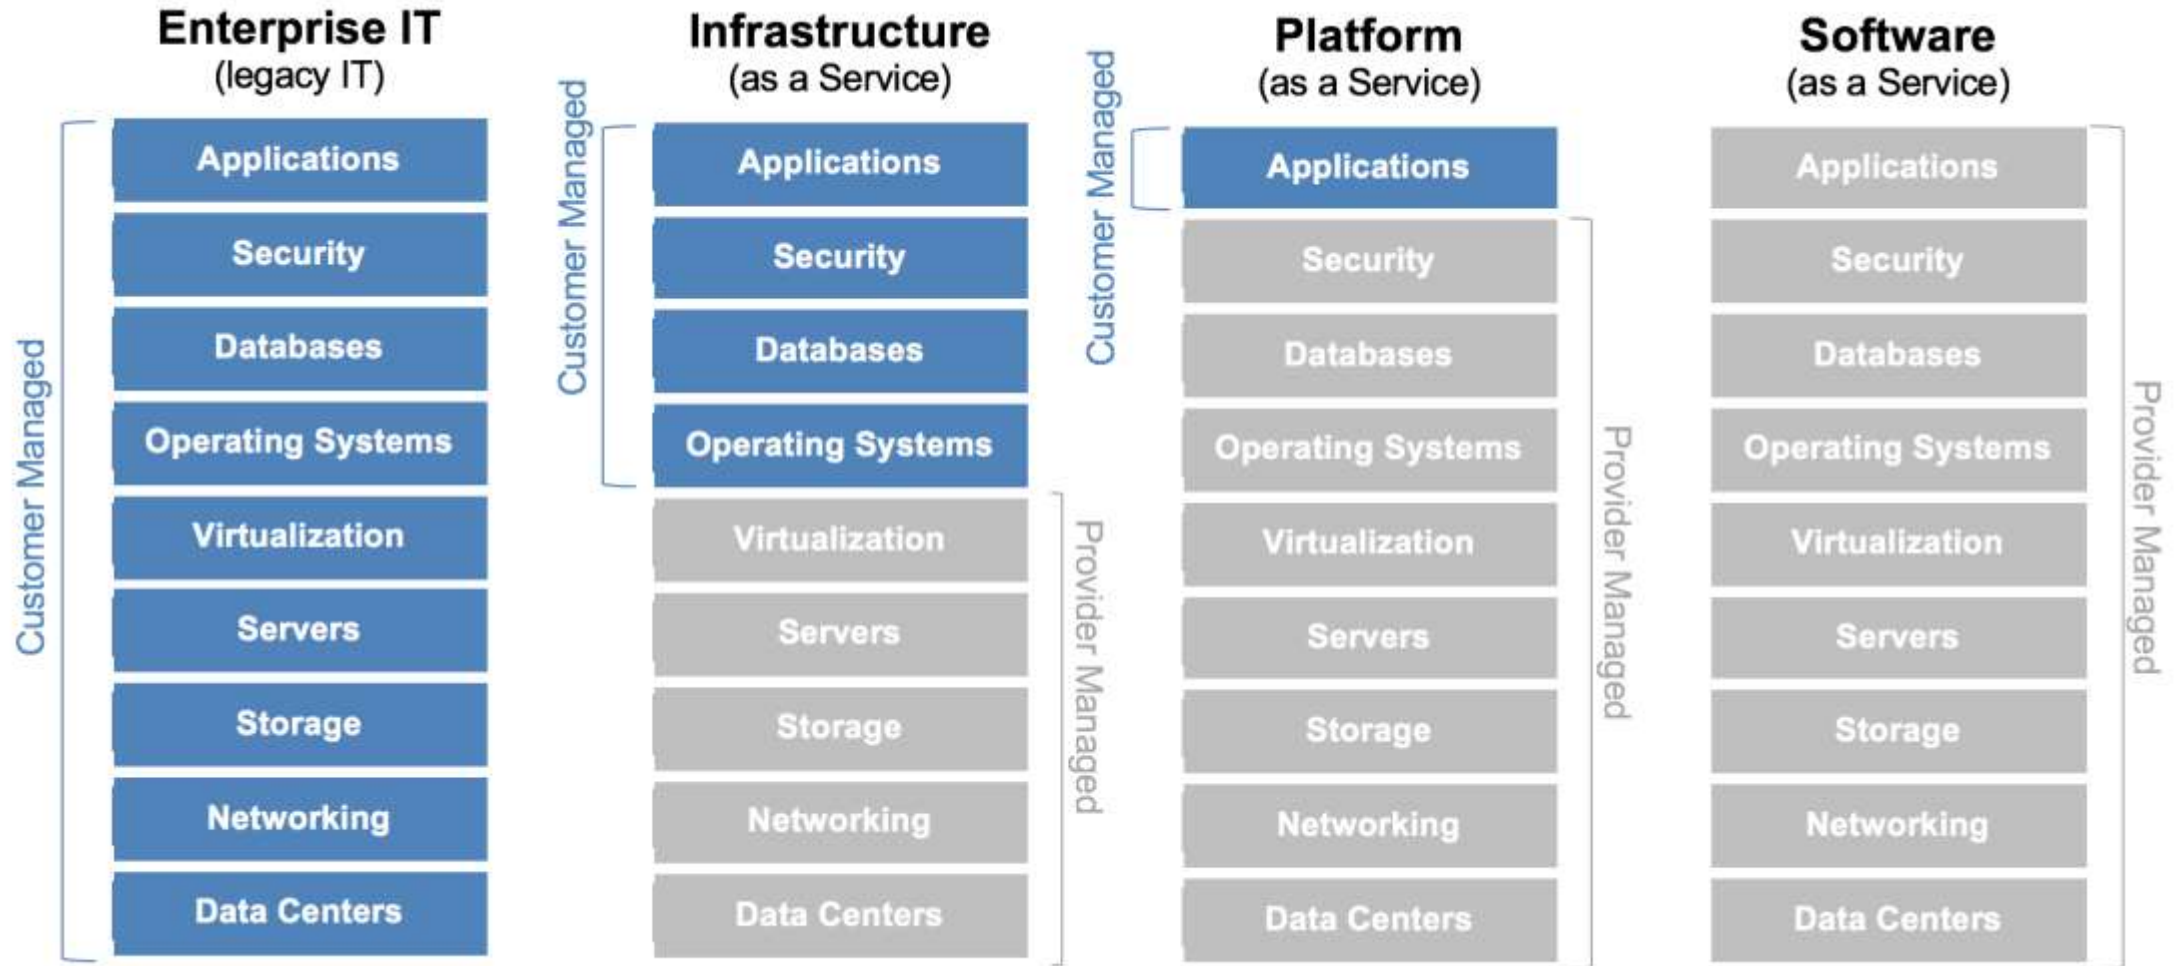 Enterprise IT
(legacy IT)
Customer Managed
Applications
Security
Databases
Operating Systems
Virtualization
Servers
Storage
Networking
Data Centers
Infrastructure
(as a Service)
Customer Managed
Applications
Security
Databases
Operating Systems
Virtualization
Servers
Storage
Networking
Data Centers
Provider Managed
Platform
(as a Service)
Customer Managed
Applications
Security
Databases
Operating Systems
Virtualization
Servers
Storage
Networking
Data Centers
Provider Managed
Software
(as a Service)
Applications
Security
Databases
Operating Systems
Virtualization
Servers
Storage
Networking
Data Centers
Provider Managed